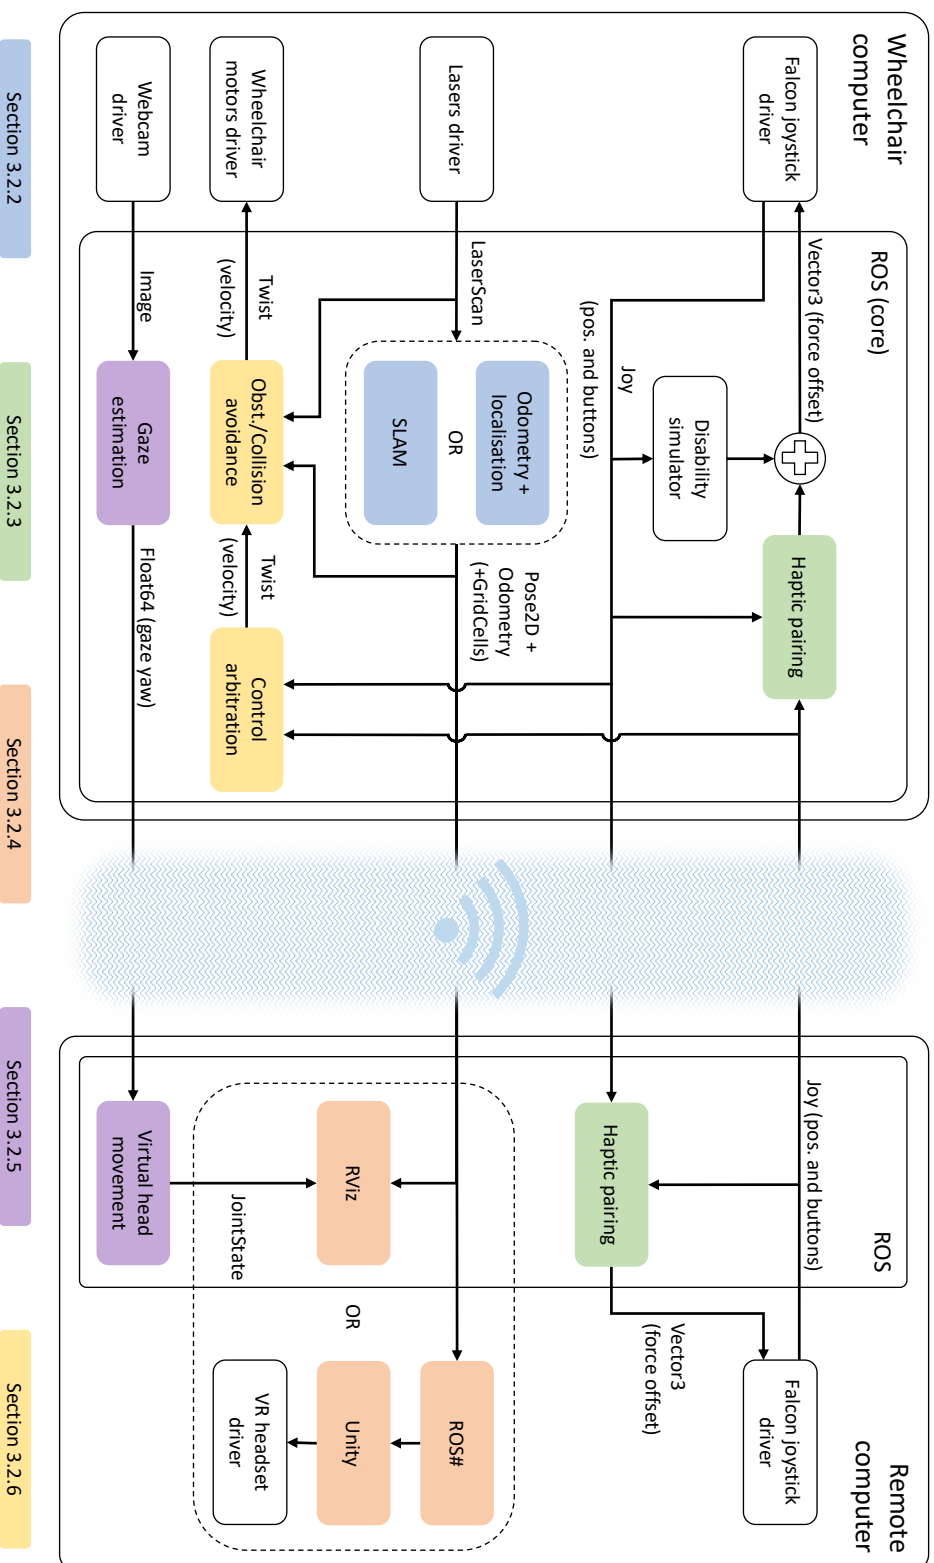 Wheelchair
computer
Falcon joystick
driver
Lasers driver
Wheelchair
motors driver
Webcam
driver
ROS (core)
Vector3 (force offset)
Joy
(pos. and buttons)
Disability
simulator
Haptic pairing
LaserScan
Odometry +
localisation
OR
SLAM
Pose2D +
Odometry
(+GridCells)
Twist
(velocity)
Obst./Collision
avoidance
Twist
(velocity)
Control
arbitration
Image
Gaze
estimation
Float64 (gaze yaw)
Remote
computer
ROS
Joy (pos. and buttons)
Falcon joystick
driver
Haptic pairing
Vector3
(force offset)
RViz
OR
ROS#
Unity
VR headset
driver
JointState
Virtual head
movement
Section 3.2.2
Section 3.2.3
Section 3.2.4
Section 3.2.5
Section 3.2.6